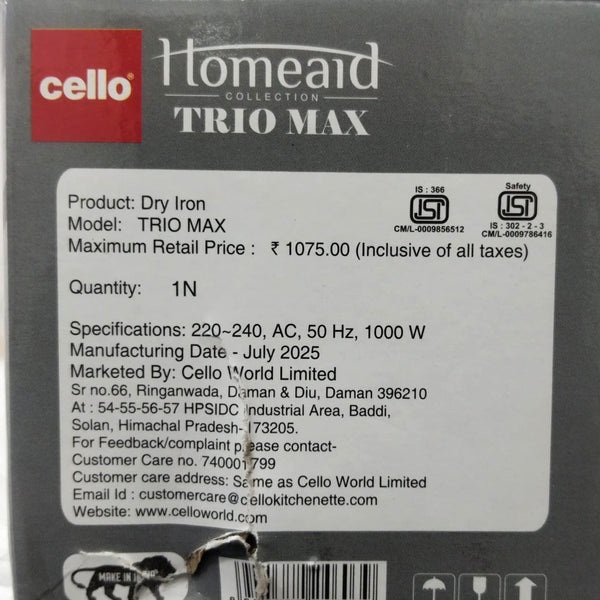 cello
Homeaid
COLLECTION
TRIO MAX
Product: Dry Iron
Model: TRIO MAX
Maximum Retail Price : ₹ 1075.00 (Inclusive of all taxes)
Quantity: 1N
IS : 366
ISI
CM/L-0009856512
Safety
ISI
IS : 302 - 2 - 3
CM/L-0009786416
Specifications: 220~240, AC, 50 Hz, 1000 W
Manufacturing Date - July 2025
Marketed By: Cello World Limited
Sr no.66, Ringanwada, Daman & Diu, Daman 396210
At : 54-55-56-57 HPSIDC Industrial Area, Baddi,
Solan, Himachal Pradesh-173205.
For Feedback/complaint please contact-
Customer Care no. 7400017799
Customer care address: Same as Cello World Limited
Email Id : customercare@cellokitchenette.com
Website: www.celloworld.com
MAKE IN